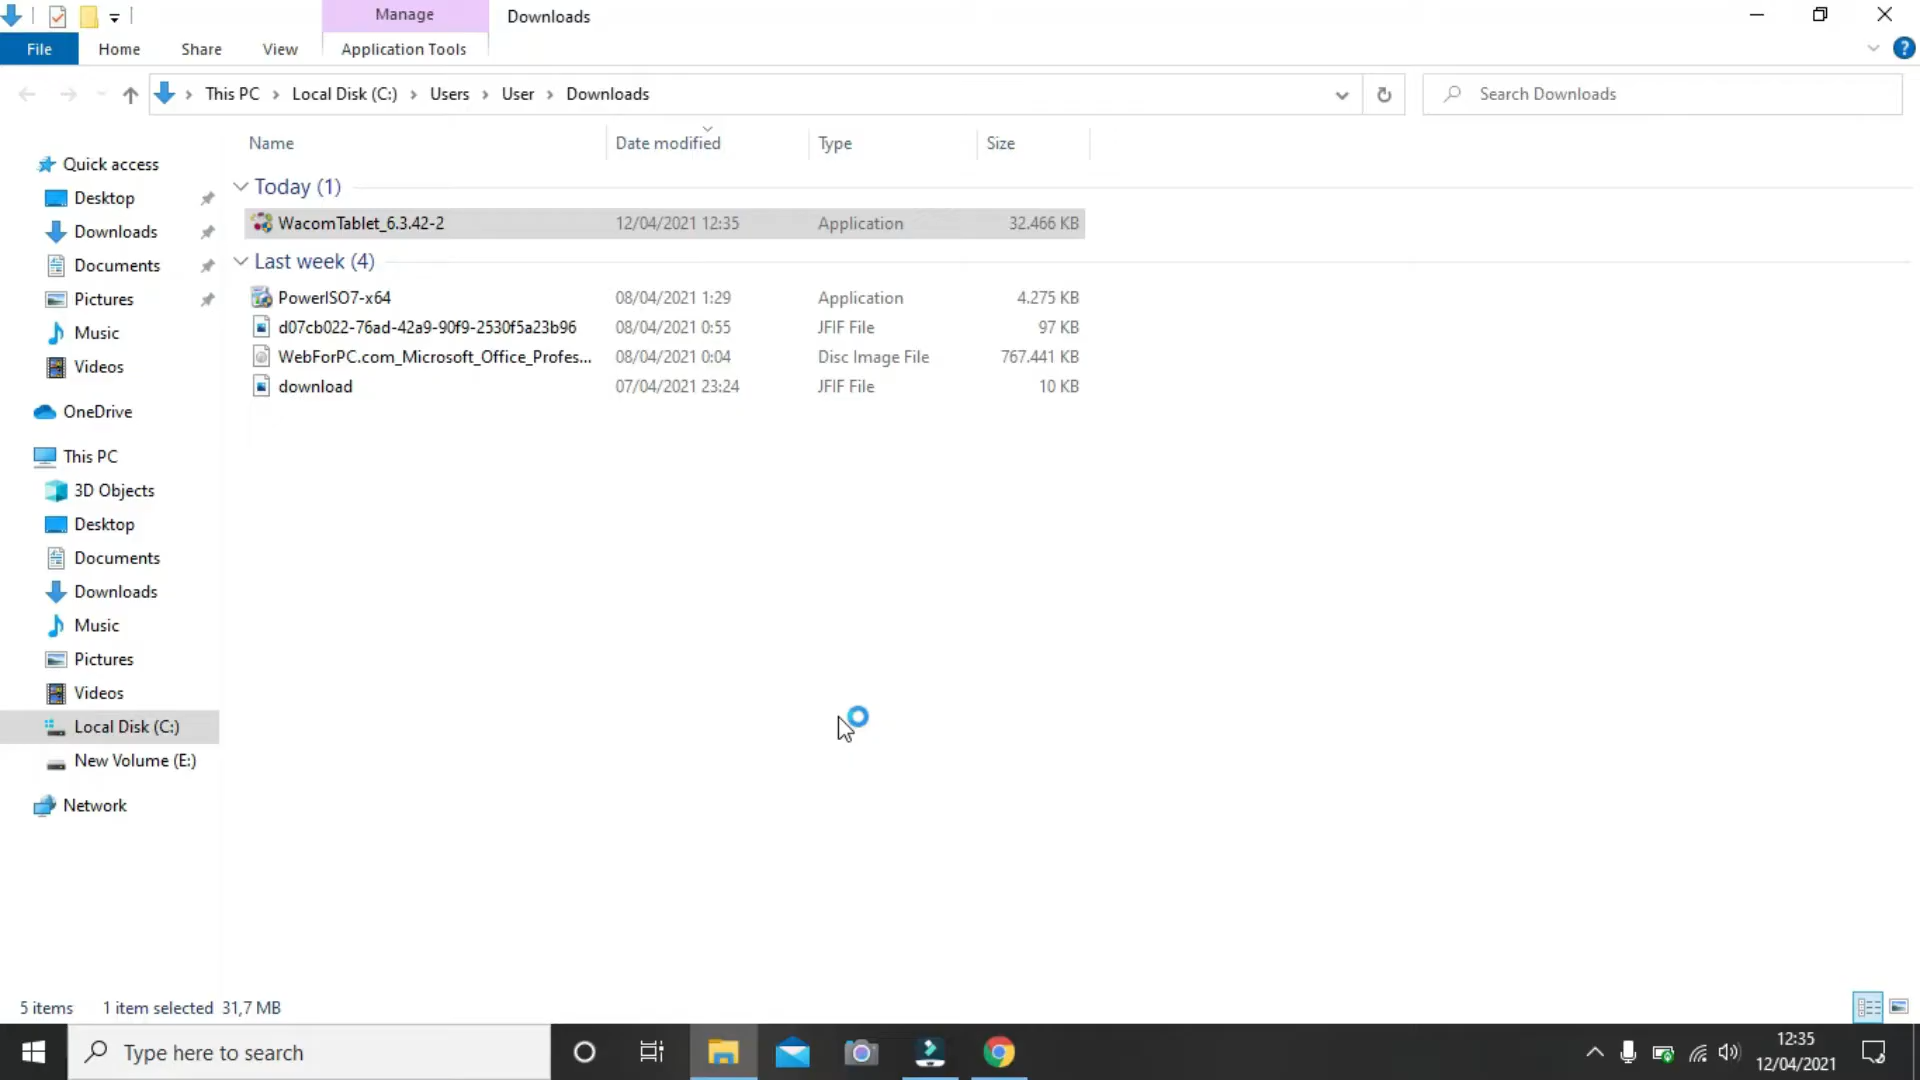 Manage
Downloads
File
Home
Share
View
Application Tools
?
This PC
Local Disk (C:)
Users
User
Downloads
Search Downloads
Name
Date modified
Type
Size
Quick access
Desktop
Downloads
Documents
Pictures
Music
Videos
OneDrive
This PC
3D Objects
Desktop
Documents
Downloads
Music
Pictures
Videos
Local Disk (C:)
New Volume (E:)
Network
Today (1)
WacomTablet_6.3.42-2 12/04/2021 12:35 Application 32.466 KB
Last week (4)
PowerISO7-x64 08/04/2021 1:29 Application 4.275 KB
d07cb022-76ad-42a9-90f9-2530f5a23b96 08/04/2021 0:55 JFIF File 97 KB
WebForPC.com_Microsoft_Office_Profes... 08/04/2021 0:04 Disc Image File 767.441 KB
download 07/04/2021 23:24 JFIF File 10 KB
5 items 1 item selected 31,7 MB
Type here to search
12:35
12/04/2021